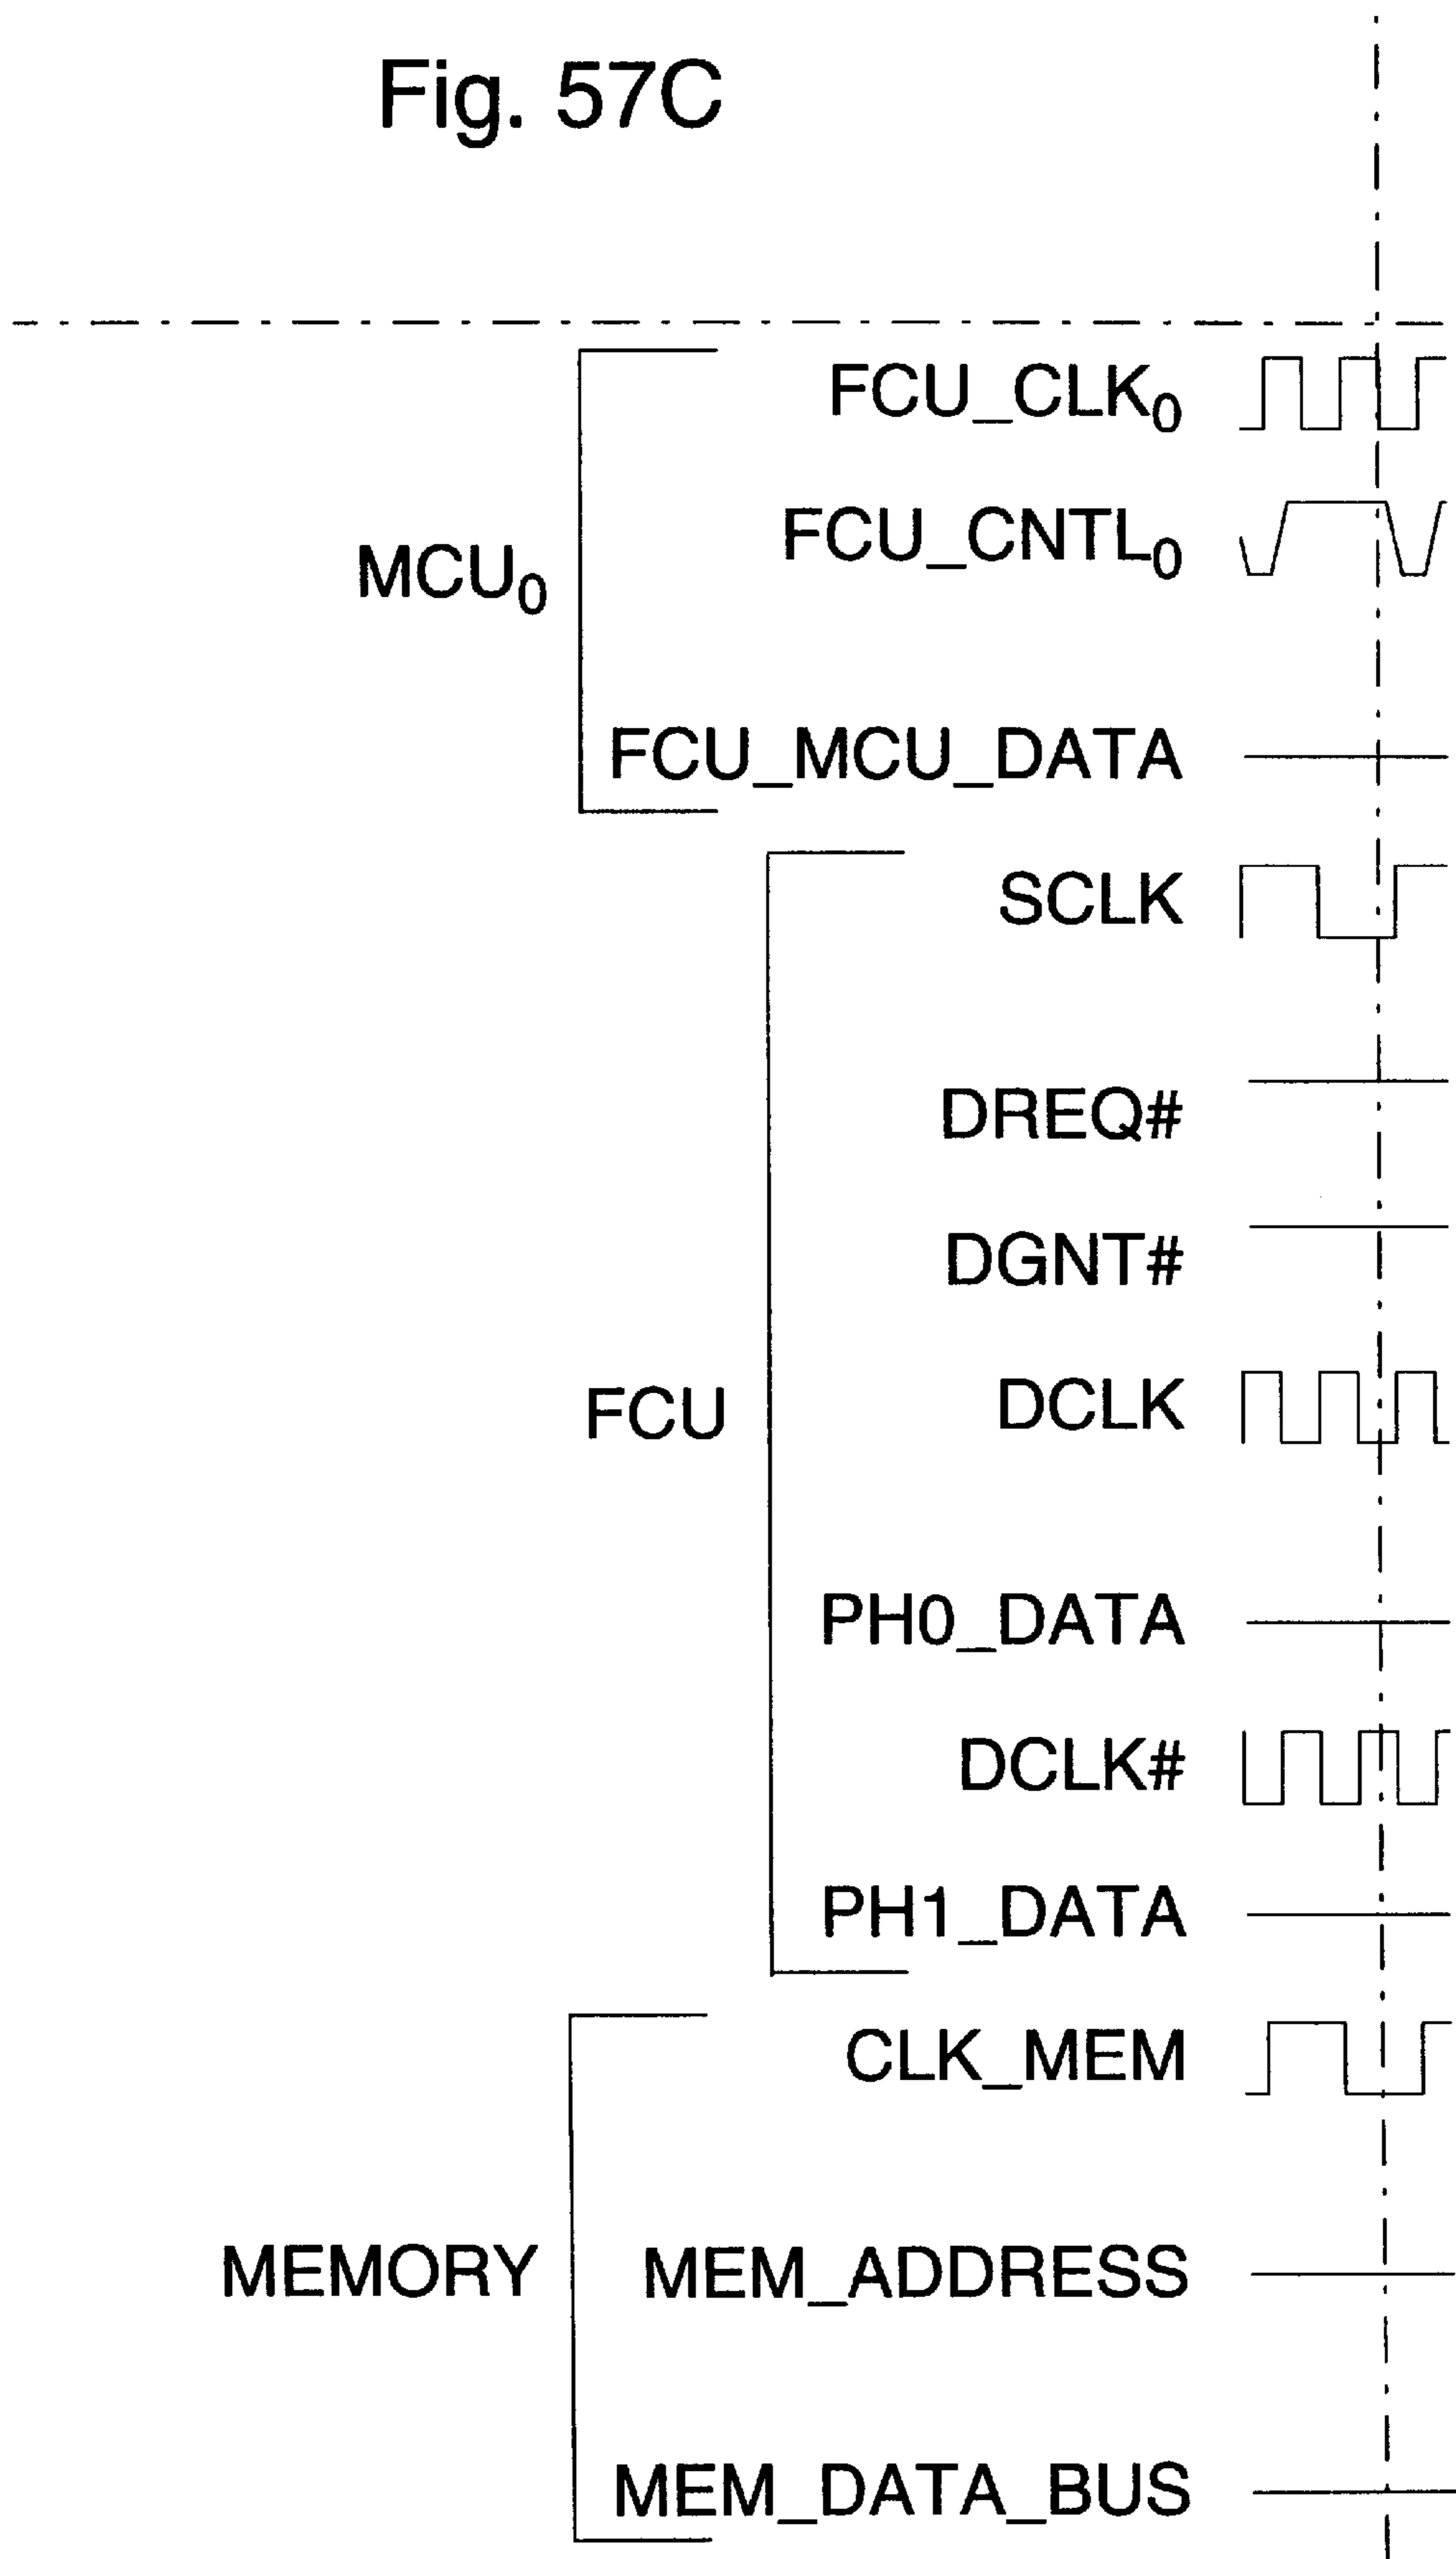 Fig. 57C
FCU_CLK₀
FCU_CNTL₀
MCU₀
FCU_MCU_DATA
SCLK
DREQ#
DGNT#
FCU
DCLK
PH0_DATA
DCLK#
PH1_DATA
CLK_MEM
MEMORY
MEM_ADDRESS
MEM_DATA_BUS